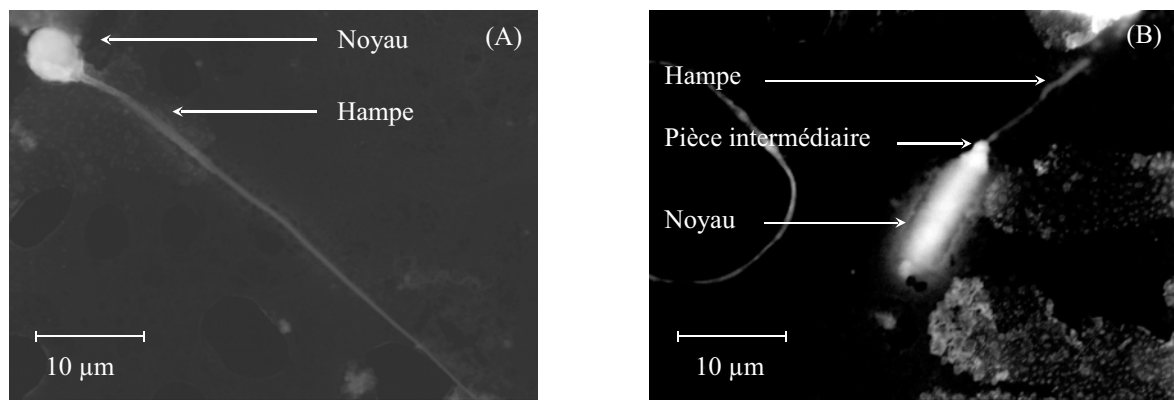 Noyau
(A)
Hampe
10 µm
(B)
Hampe
Pièce intermédiaire
Noyau
10 µm